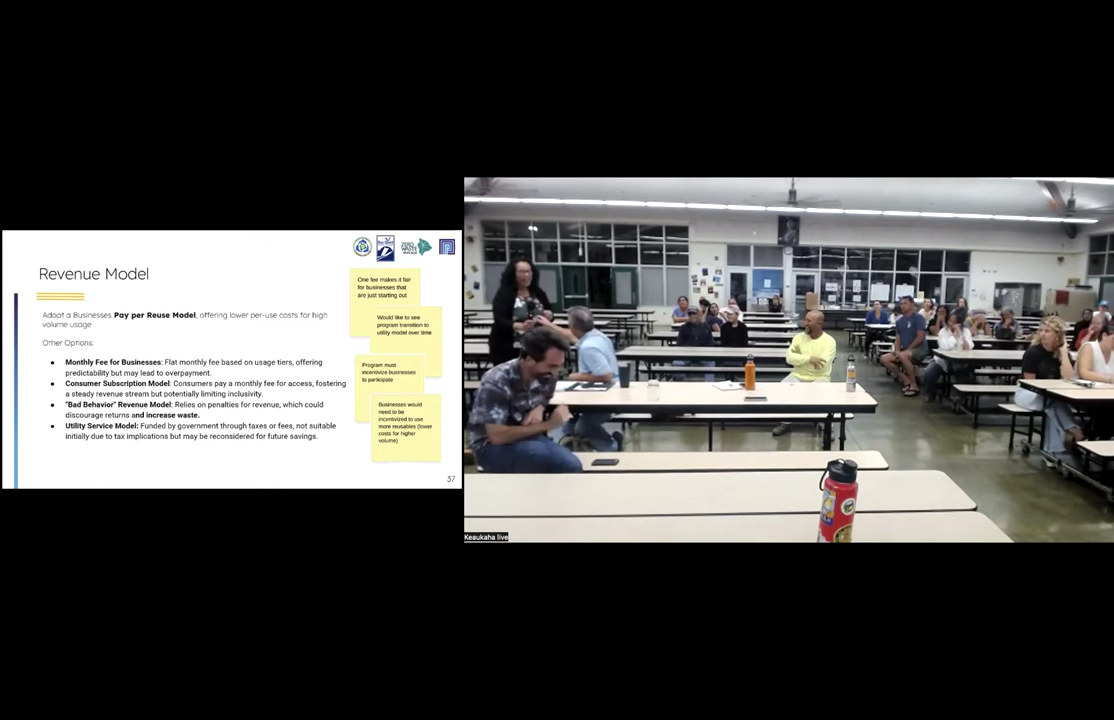 Revenue Model
Adopt a Businesses Pay per Reuse Model, offering lower per-use costs for high
volume usage
Other Options:
● Monthly Fee for Businesses: Flat monthly fee based on usage tiers, offering
predictability but may lead to overpayment.
● Consumer Subscription Model: Consumers pay a monthly fee for access, fostering
a steady revenue stream but potentially limiting inclusivity.
● "Bad Behavior" Revenue Model: Relies on penalties for revenue, which could
discourage returns and increase waste.
● Utility Service Model: Funded by government through taxes or fees, not suitable
initially due to tax implications but may be reconsidered for future savings.
ZERO
WASTE
One fee makes it fair
for businesses that
are just starting out
Would like to see
program transition to
utility model over time
Program must
incentivize businesses
to participate
Businesses would
need to be
incentivized to use
more reusables (lower
costs for higher
volume)
37
Keaukaha live